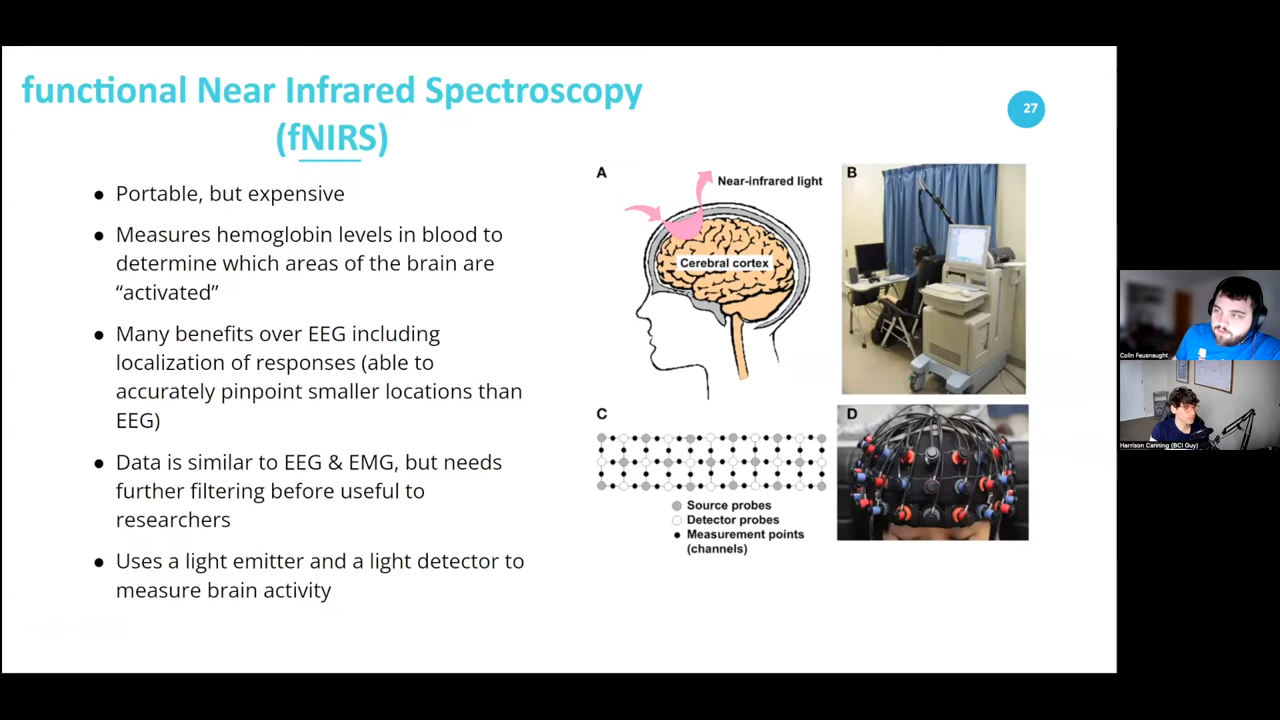 functional Near Infrared Spectroscopy
(fNIRS)
27
● Portable, but expensive
● Measures hemoglobin levels in blood to
determine which areas of the brain are
“activated”
● Many benefits over EEG including
localization of responses (able to
accurately pinpoint smaller locations than
EEG)
● Data is similar to EEG & EMG, but needs
further filtering before useful to
researchers
● Uses a light emitter and a light detector to
measure brain activity
A
Near-infrared light
Cerebral cortex
B
C
Source probes
Detector probes
Measurement points
(channels)
D
Colin Fausnaught
Harrison Canning (BCI Guy)